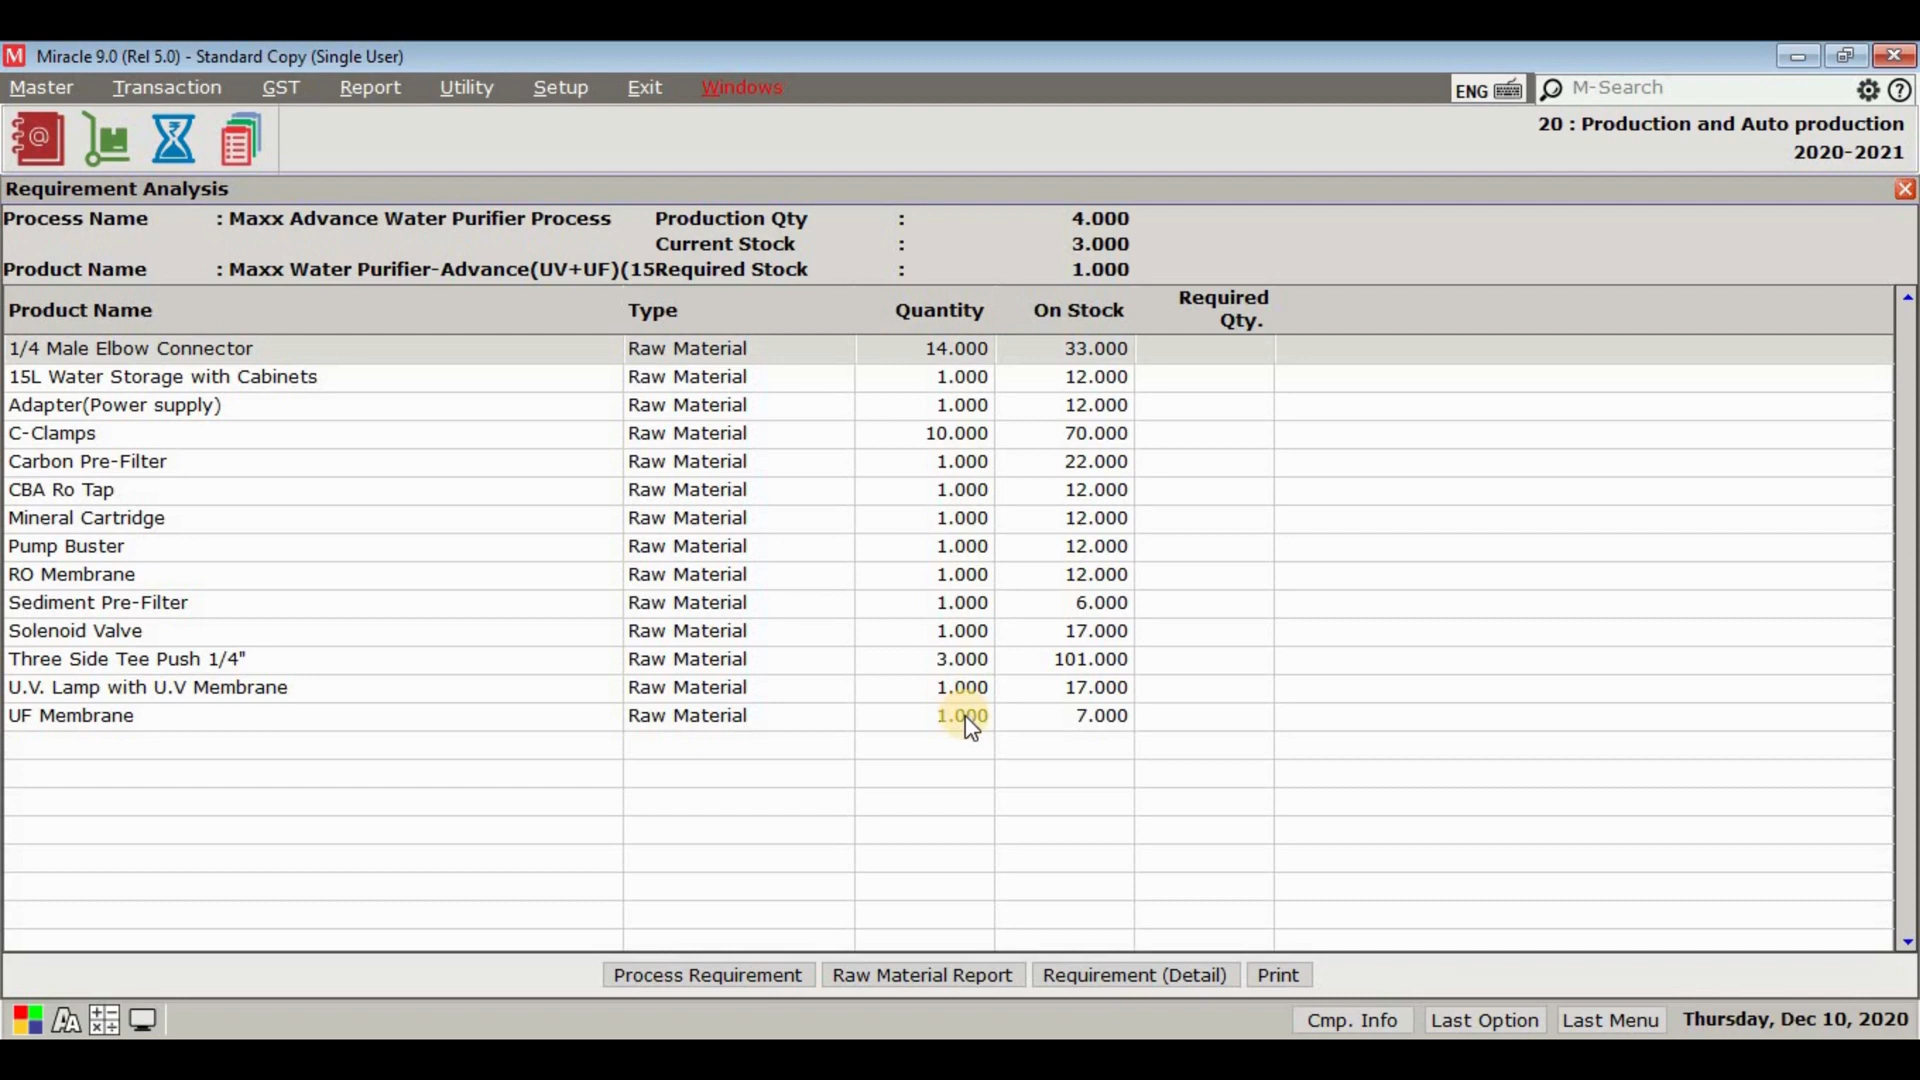 Miracle 9.0 (Rel 5.0) - Standard Copy (Single User)
Master Transaction GST Report Utility Setup Exit Windows ENG M-Search
20 : Production and Auto production
2020-2021
Requirement Analysis
Process Name : Maxx Advance Water Purifier Process Production Qty : 4.000
Current Stock : 3.000
Product Name : Maxx Water Purifier-Advance(UV+UF)(15 Required Stock : 1.000
Product Name Type Quantity On Stock Required Qty.
1/4 Male Elbow Connector Raw Material 14.000 33.000
15L Water Storage with Cabinets Raw Material 1.000 12.000
Adapter(Power supply) Raw Material 1.000 12.000
C-Clamps Raw Material 10.000 70.000
Carbon Pre-Filter Raw Material 1.000 22.000
CBA Ro Tap Raw Material 1.000 12.000
Mineral Cartridge Raw Material 1.000 12.000
Pump Buster Raw Material 1.000 12.000
RO Membrane Raw Material 1.000 12.000
Sediment Pre-Filter Raw Material 1.000 6.000
Solenoid Valve Raw Material 1.000 17.000
Three Side Tee Push 1/4" Raw Material 3.000 101.000
U.V. Lamp with U.V Membrane Raw Material 1.000 17.000
UF Membrane Raw Material 1.000 7.000
Process Requirement Raw Material Report Requirement (Detail) Print
Cmp. Info Last Option Last Menu Thursday, Dec 10, 2020